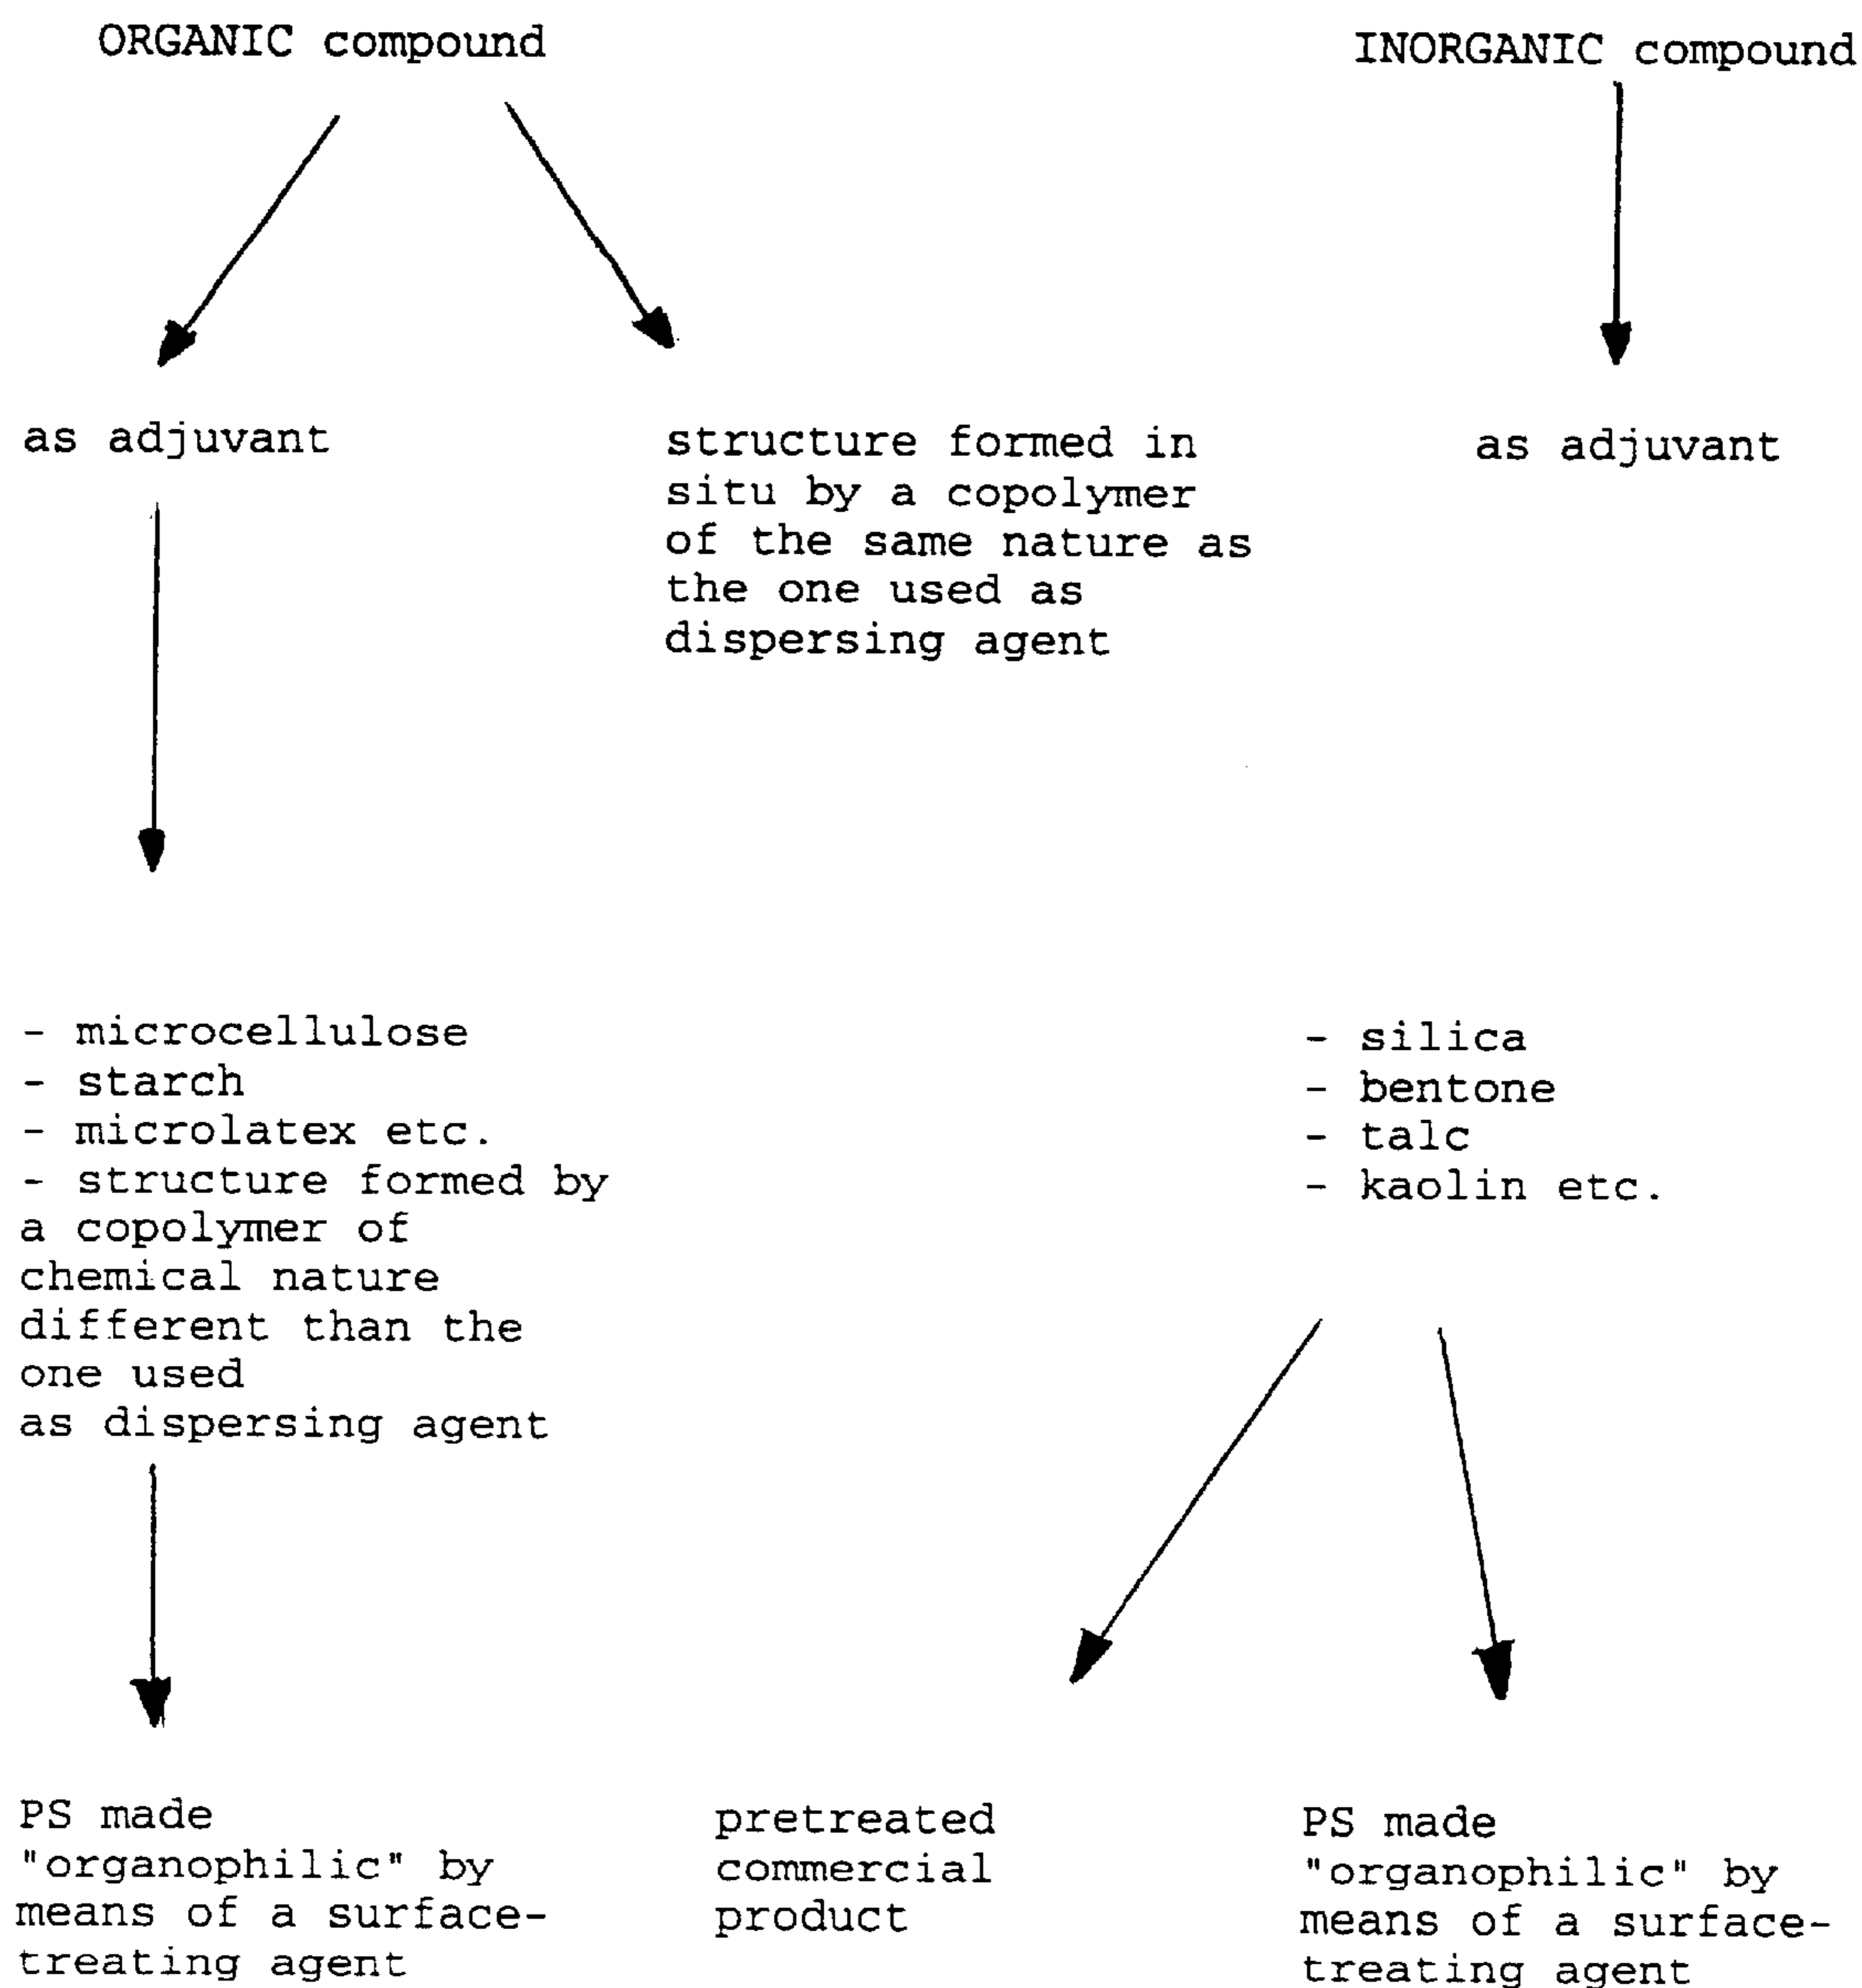 ORGANIC compound
INORGANIC compound
as adjuvant
structure formed in
situ by a copolymer
of the same nature as
the one used as
dispersing agent
as adjuvant
- microcellulose
- starch
- microlatex etc.
- structure formed by
a copolymer of
chemical nature
different than the
one used
as dispersing agent
- silica
- bentone
- talc
- kaolin etc.
PS made
"organophilic" by
means of a surface-
treating agent
pretreated
commercial
product
PS made
"organophilic" by
means of a surface-
treating agent